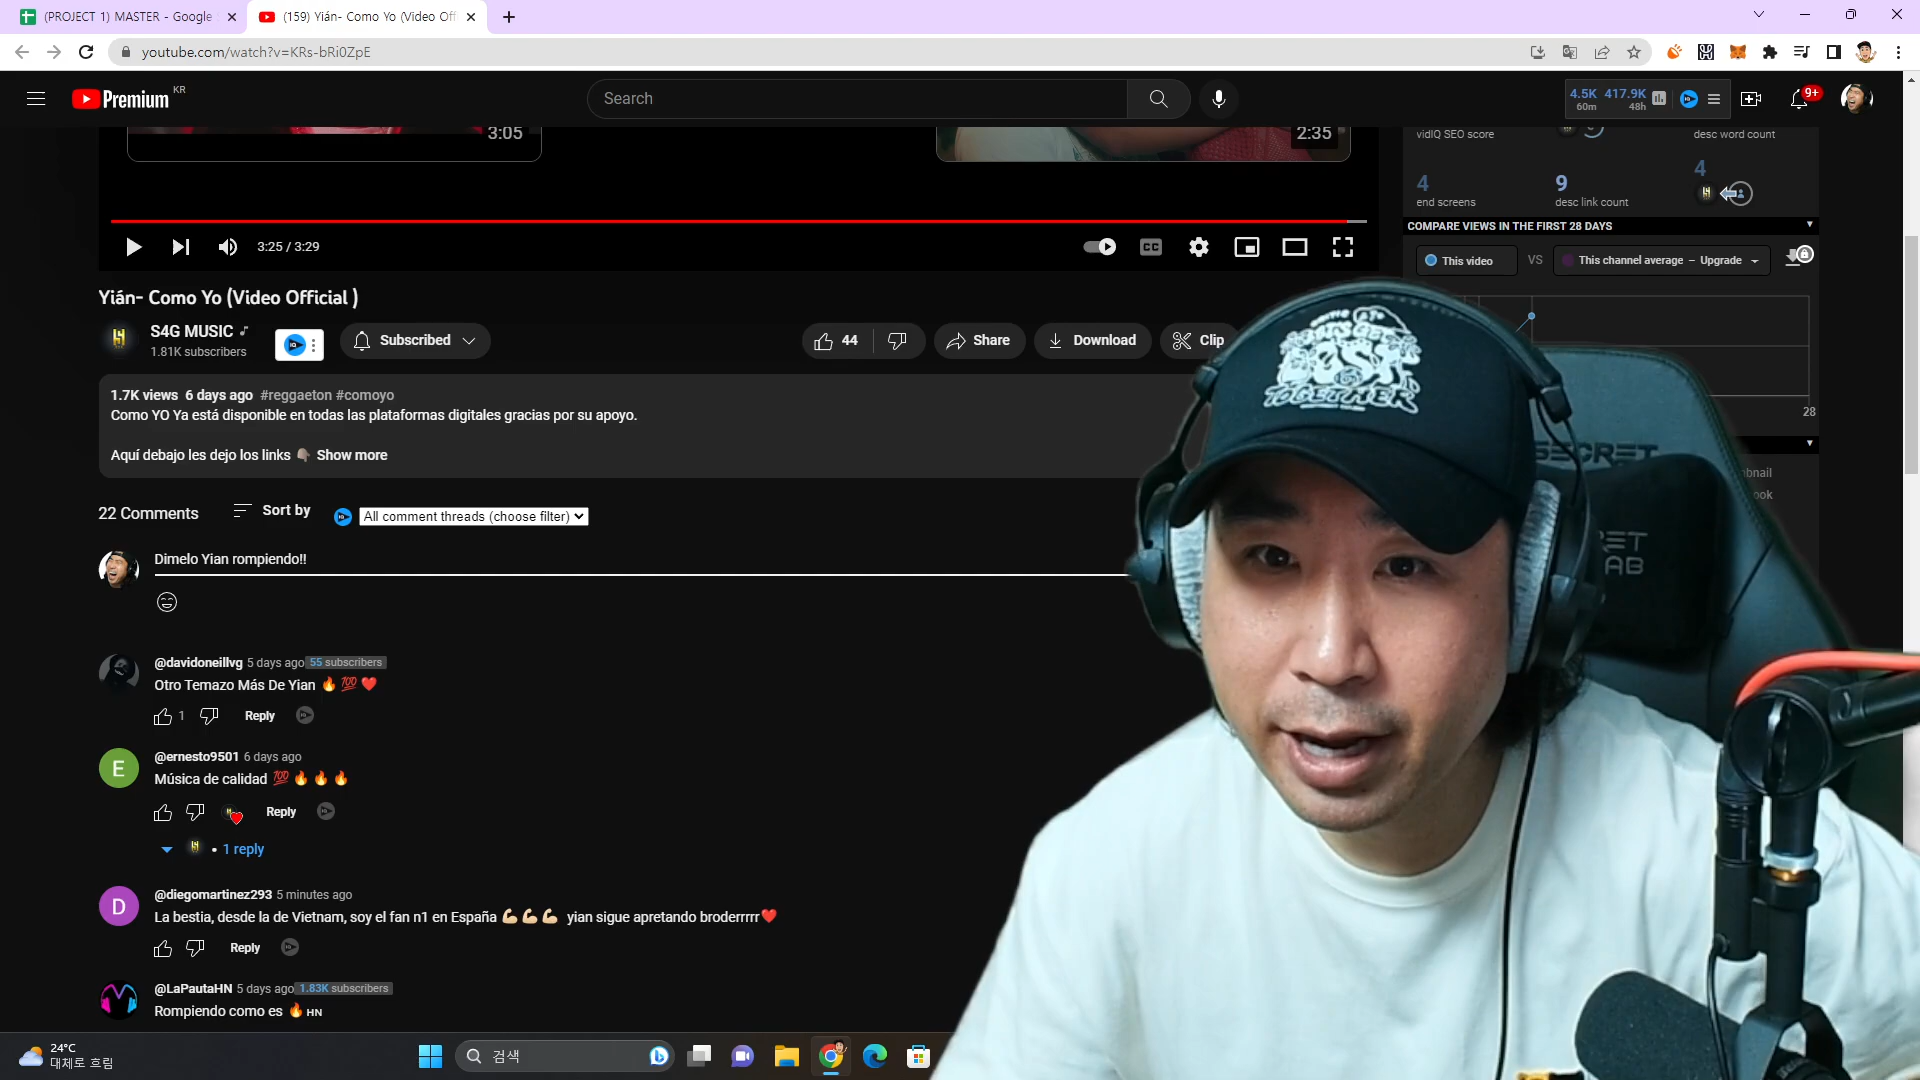 (PROJECT 1) MASTER - Google
(159) Yián- Como Yo (Video Off
youtube.com/watch?v=KRs-bRi0ZpE
Premium KR
Search
4.5K 417.9K
60m 48h
9+
3:05
2:35
vidIQ SEO score
desc word count
4
9
4
end screens
desc link count
COMPARE VIEWS IN THE FIRST 28 DAYS
3:25 / 3:29
CC
This video VS This channel average – Upgrade
28
Yián- Como Yo (Video Official )
S4G MUSIC
1.81K subscribers
Subscribed
44
Share
Download
Clip
1.7K views 6 days ago #reggaeton #comoyo
Como YO Ya está disponible en todas las plataformas digitales gracias por su apoyo.
Aquí debajo les dejo los links 👇🏽 Show more
22 Comments
Sort by
All comment threads (choose filter)
Dimelo Yian rompiendo!!
@davidoneillvg 5 days ago 55 subscribers
Otro Temazo Más De Yian 🔥💯❤️
1
Reply
E
@ernesto9501 6 days ago
Música de calidad 💯🔥🔥🔥
Reply
• 1 reply
D
@diegomartinez293 5 minutes ago
La bestia, desde la de Vietnam, soy el fan n1 en España 💪🏼💪🏼💪🏼 yian sigue apretando broderrrrr❤️
Reply
@LaPautaHN 5 days ago 1.83K subscribers
Rompiendo como es 🔥HN
TOGETHER
SECRET
24°C
대체로 흐림
검색